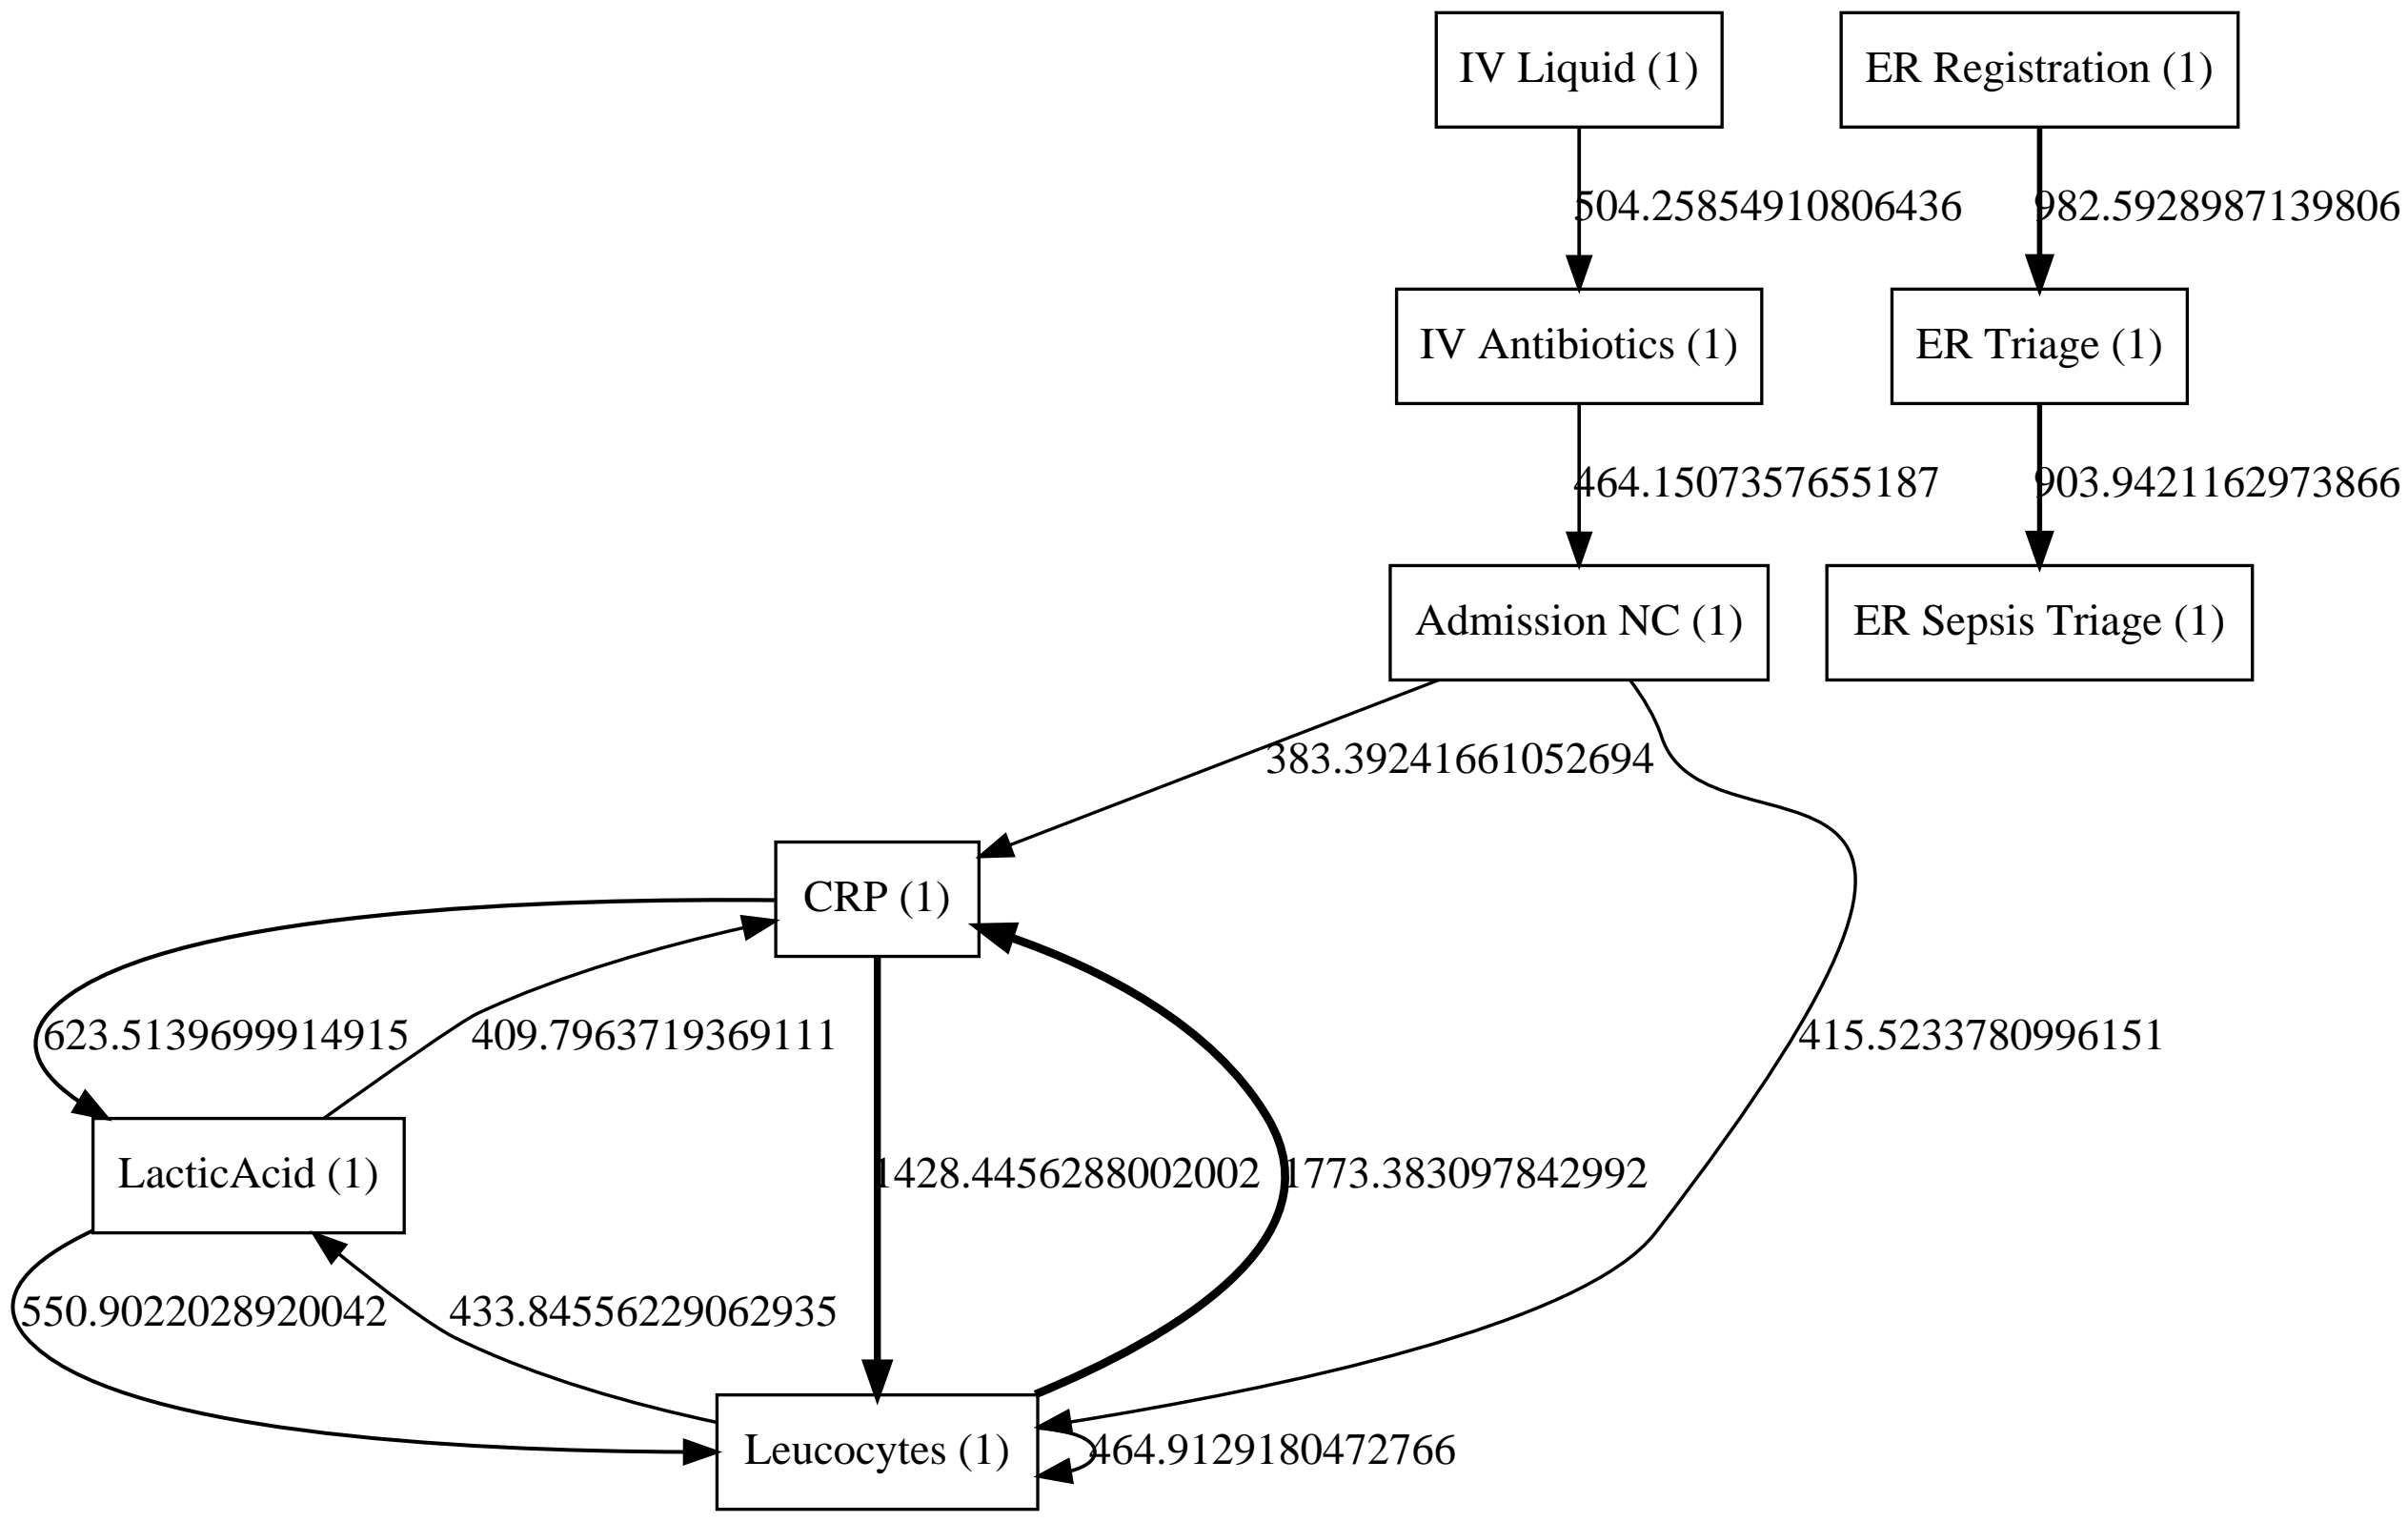 IV Liquid (1)
ER Registration (1)
504.25854910806436
982.5928987139806
IV Antibiotics (1)
ER Triage (1)
464.1507357655187
903.9421162973866
Admission NC (1)
ER Sepsis Triage (1)
383.39241661052694
CRP (1)
623.5139699914915
409.7963719369111
415.5233780996151
LacticAcid (1)
1428.4456288002002
1773.383097842992
550.9022028920042
433.84556229062935
Leucocytes (1)
464.9129180472766